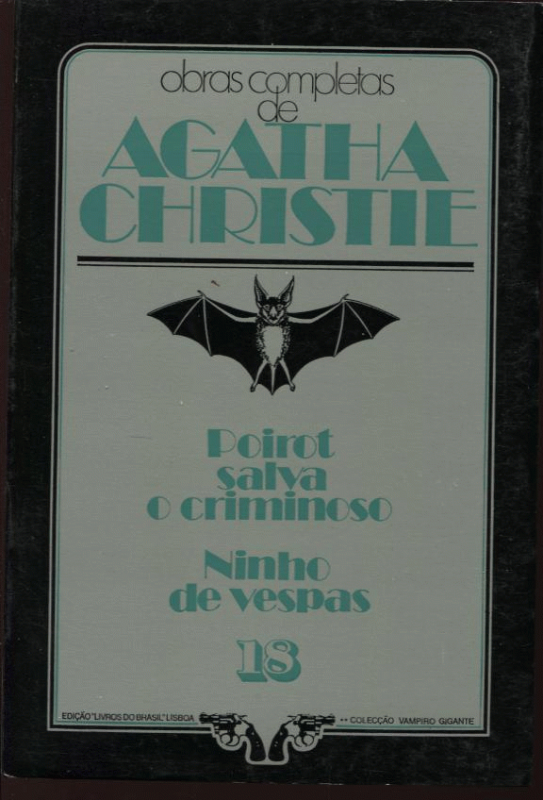 obras completas
de
AGATHA
CHRISTIE
Poirot
salva
o criminoso
Ninho
de vespas
18
EDIÇÃO "LIVROS DO BRASIL" LISBOA
** COLECÇÃO VAMPIRO GIGANTE